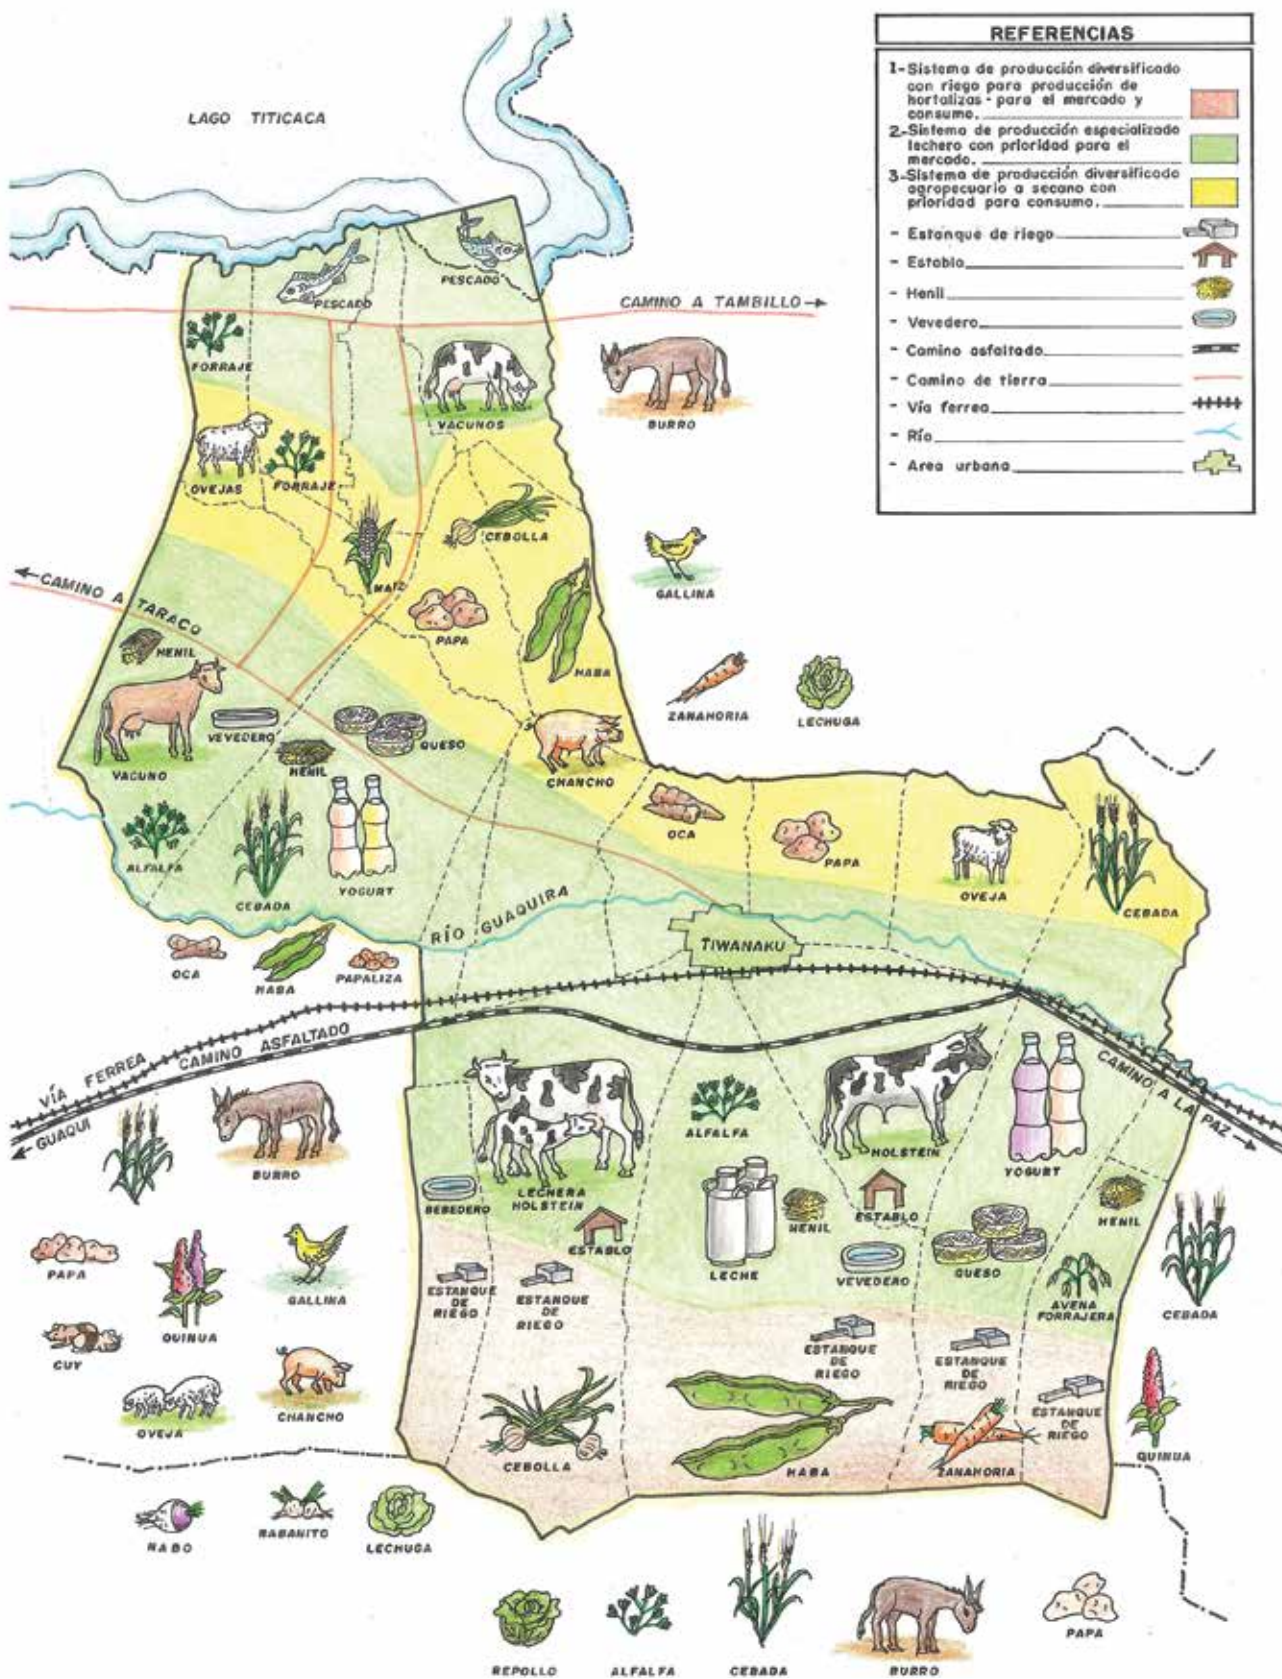 REFERENCIAS
1-Sistema de producción diversificado
con riego para producción de
hortalizas - para el mercado y
consumo.
2-Sistema de producción especializado
lechero con prioridad para el
mercado.
3-Sistema de producción diversificado
agropecuario a secano con
prioridad para consumo.
- Estanque de riego
- Establo
- Henil
- Vevedero
- Camino asfaltado
- Camino de tierra
- Vía ferrea
- Río
- Area urbana
LAGO TITICACA
PESCADO
PESCADO
CAMINO A TAMBILLO
FORRAJE
VACUNOS
BURRO
OVEJAS
FORRAJE
CEBOLLA
MAIZ
GALLINA
CAMINO A TARACO
PAPA
HABA
HENIL
ZANAHORIA
LECHUGA
VEVEDERO
QUESO
HENIL
VACUNO
CHANCHO
OCA
PAPA
ALFALFA
YOGURT
CEBADA
OVEJA
CEBADA
RÍO GUAQUIRA
TIWANAKU
OCA
HABA
PAPALIZA
VÍA FERREA
CAMINO ASFALTADO
GUAQUI
CAMINO A LA PAZ
BURRO
ALFALFA
HOLSTEIN
YOGURT
BEBEDERO
LECHERA
HOLSTEIN
ESTABLO
HENIL
ESTABLO
HENIL
LECHE
VEVEDERO
QUESO
PAPA
QUINUA
GALLINA
ESTANQUE
DE
RIEGO
ESTANQUE
DE
RIEGO
AVENA
FORRAJERA
CEBADA
CUY
OVEJA
CHANCHO
ESTANQUE
DE
RIEGO
ESTANQUE
DE
RIEGO
ESTANQUE
DE
RIEGO
CEBOLLA
HABA
ZANAHORIA
QUINUA
NABO
RABANITO
LECHUGA
REPOLLO
ALFALFA
CEBADA
BURRO
PAPA